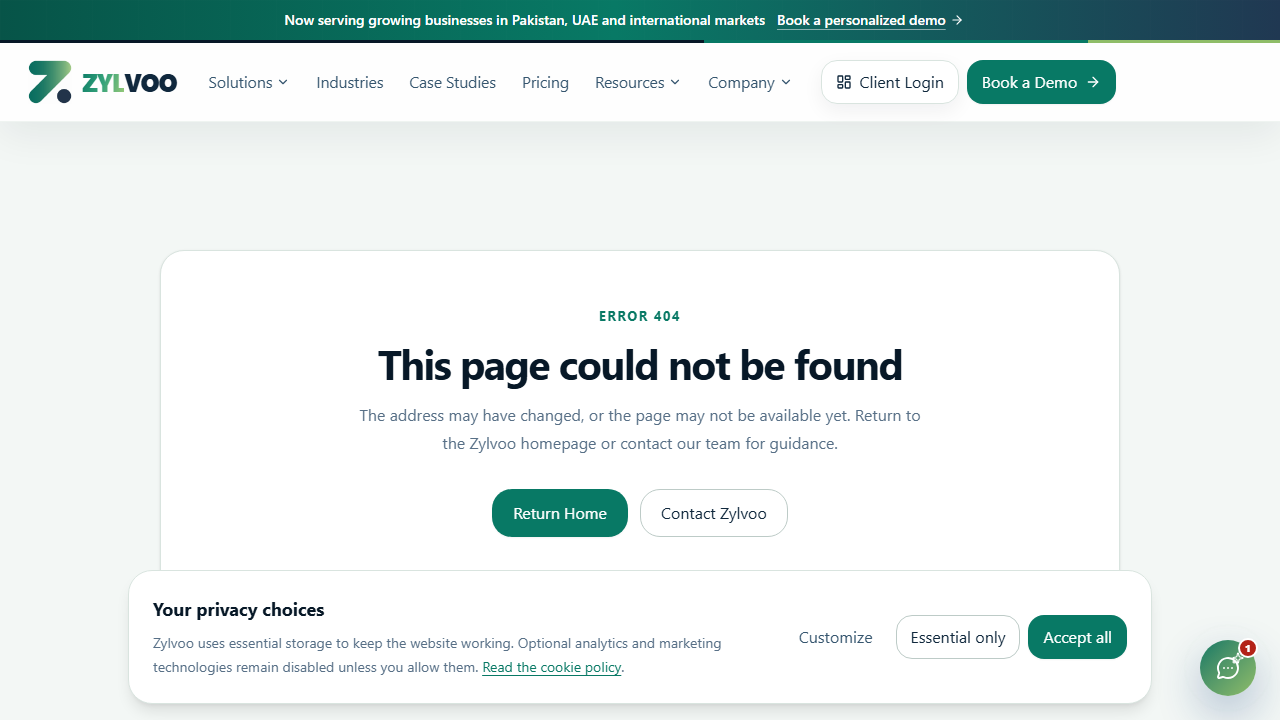 Now serving growing businesses in Pakistan, UAE and international markets Book a personalized demo →
ZYLVOO
Solutions Industries Case Studies Pricing Resources Company Client Login Book a Demo →
ERROR 404
This page could not be found
The address may have changed, or the page may not be available yet. Return to
the Zylvoo homepage or contact our team for guidance.
Return Home Contact Zylvoo
Your privacy choices
Zylvoo uses essential storage to keep the website working. Optional analytics and marketing
technologies remain disabled unless you allow them. Read the cookie policy.
Customize Essential only Accept all
1